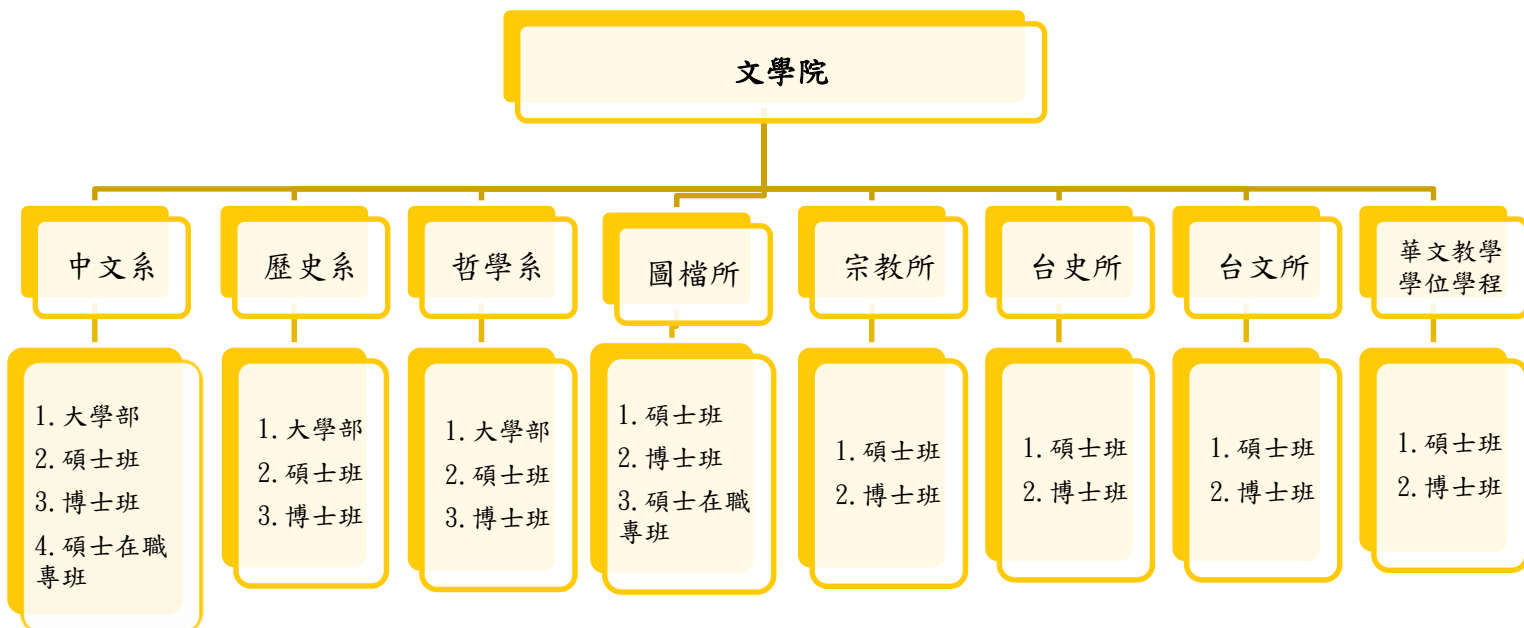 文學院
中文系
歷史系
哲學系
圖檔所
宗教所
台史所
台文所
華文教學
學位學程
1.大學部
2.碩士班
3.博士班
4.碩士在職
專班
1.大學部
2.碩士班
3.博士班
1.大學部
2.碩士班
3.博士班
1.碩士班
2.博士班
3.碩士在職
專班
1.碩士班
2.博士班
1.碩士班
2.博士班
1.碩士班
2.博士班
1.碩士班
2.博士班